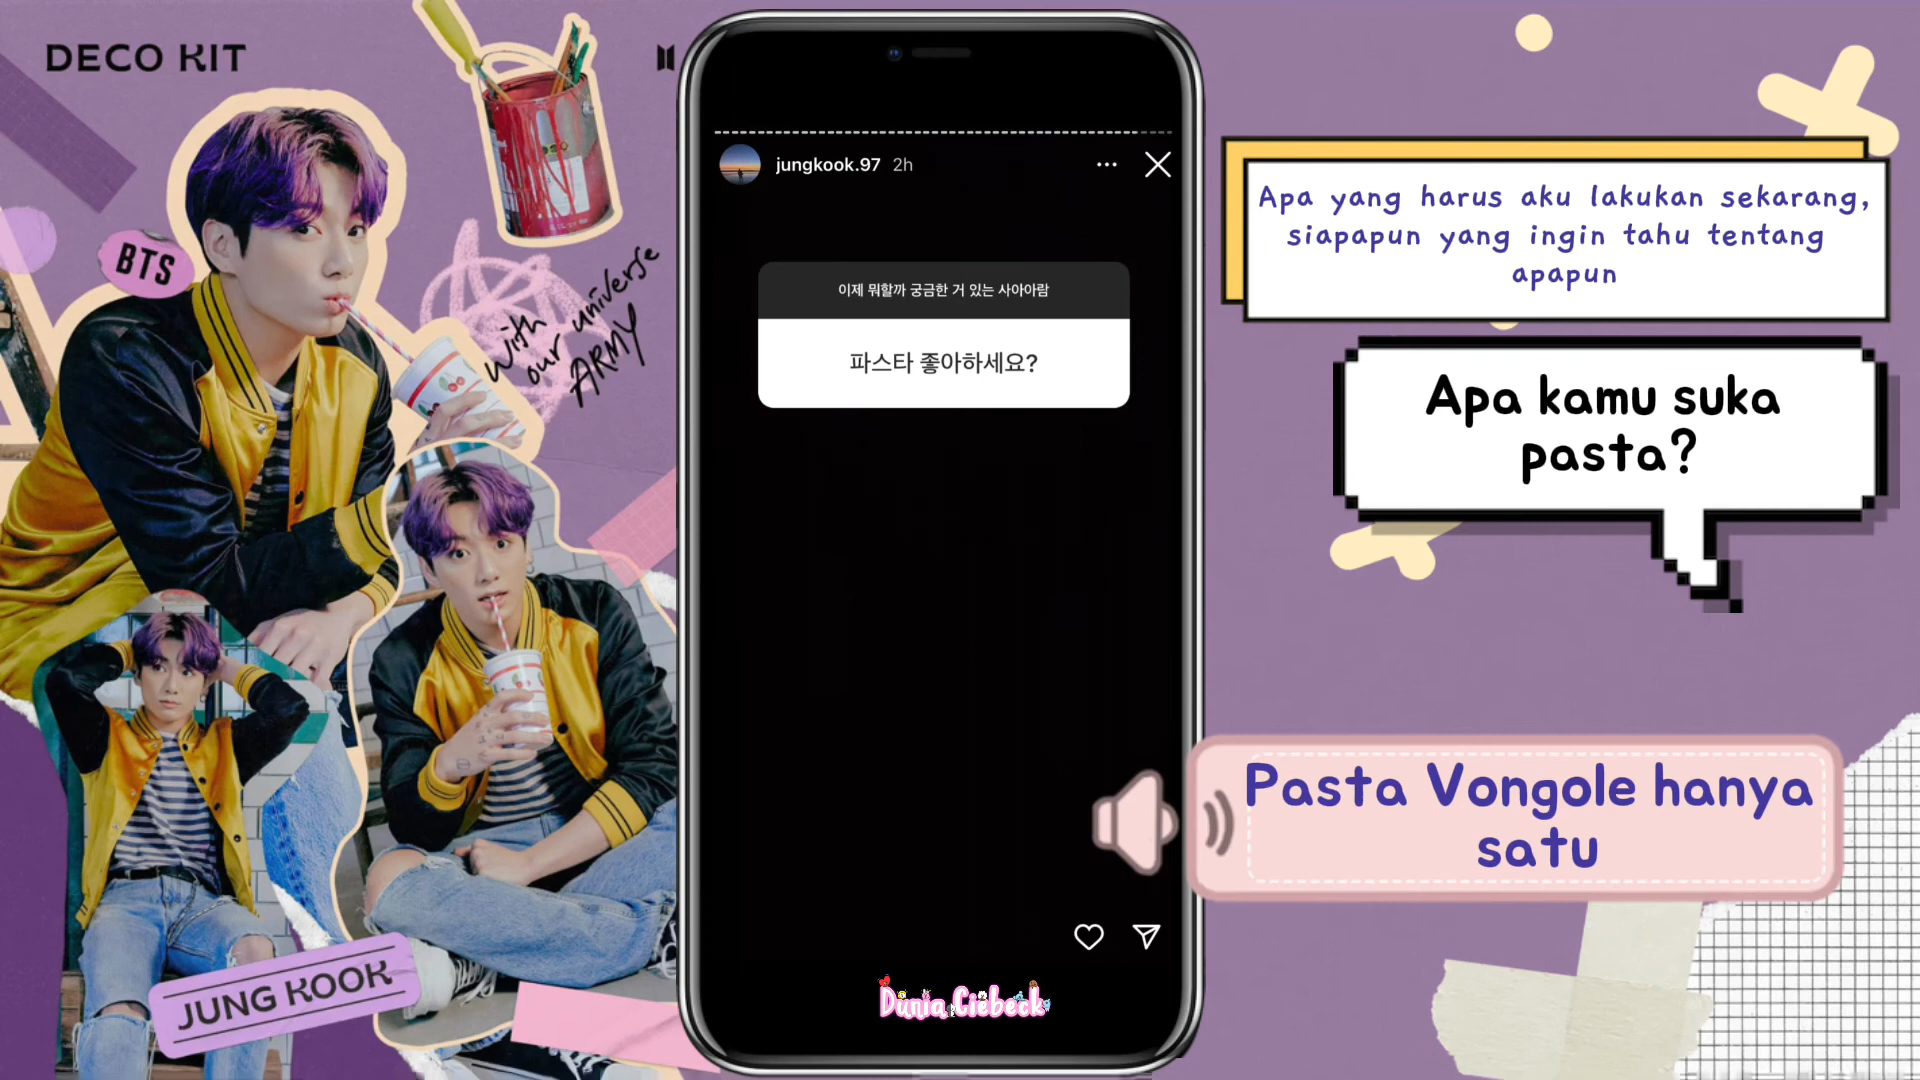 DECO KIT
BTS
With
our universe
ARMY
JUNG KOOK
jungkook.97 2h
이제 뭐할까 궁금한 거 있는 사아아람
파스타 좋아하세요?
Dunia Ciebeck
Apa yang harus aku lakukan sekarang,
siapapun yang ingin tahu tentang
apapun
Apa kamu suka
pasta?
Pasta Vongole hanya
satu